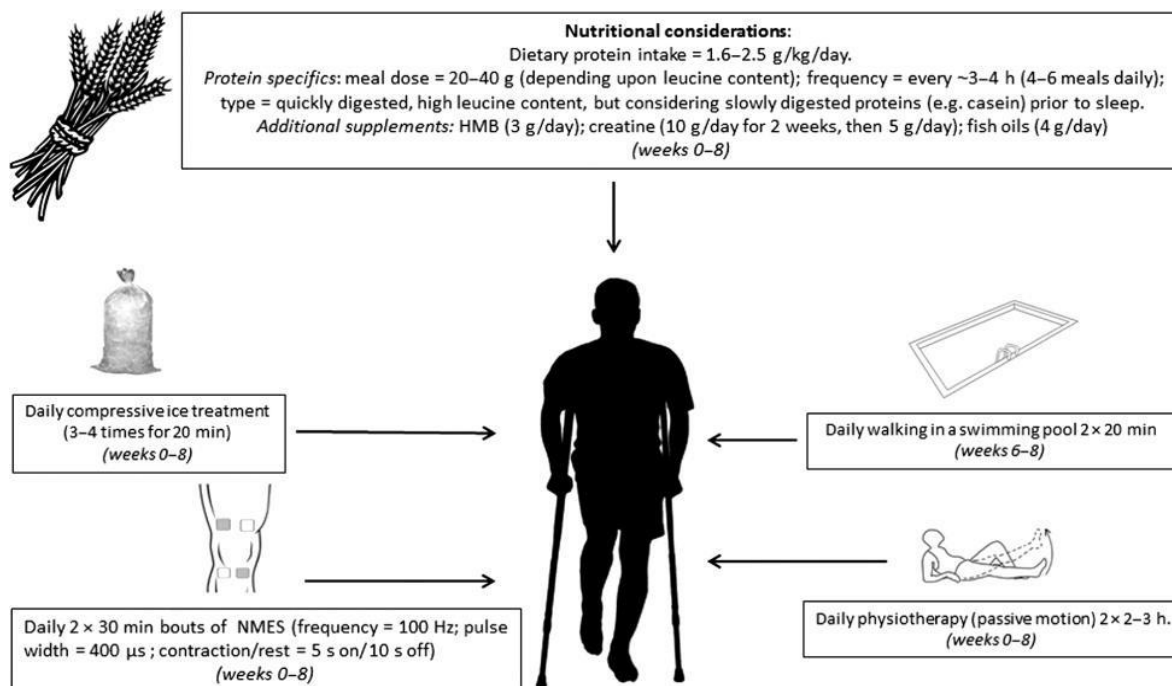 Nutritional considerations:
Dietary protein intake = 1.6–2.5 g/kg/day.
Protein specifics: meal dose = 20–40 g (depending upon leucine content); frequency = every ~3–4 h (4–6 meals daily);
type = quickly digested, high leucine content, but considering slowly digested proteins (e.g. casein) prior to sleep.
Additional supplements: HMB (3 g/day); creatine (10 g/day for 2 weeks, then 5 g/day); fish oils (4 g/day)
(weeks 0–8)
Daily compressive ice treatment
(3–4 times for 20 min)
(weeks 0–8)
Daily walking in a swimming pool 2 × 20 min
(weeks 6–8)
Daily 2 × 30 min bouts of NMES (frequency = 100 Hz; pulse
width = 400 µs ; contraction/rest = 5 s on/10 s off)
(weeks 0–8)
Daily physiotherapy (passive motion) 2 × 2–3 h.
(weeks 0–8)